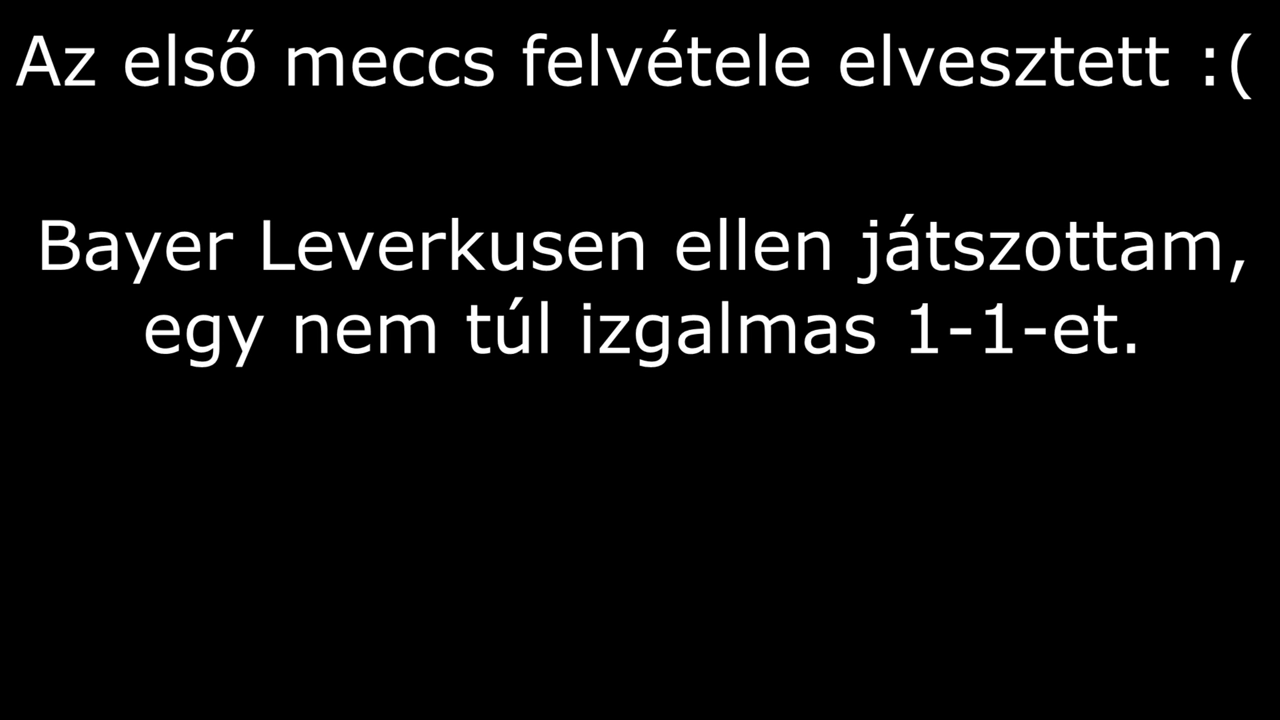 Az első meccs felvétele elvesztett :(
Bayer Leverkusen ellen játszottam,
egy nem túl izgalmas 1-1-et.